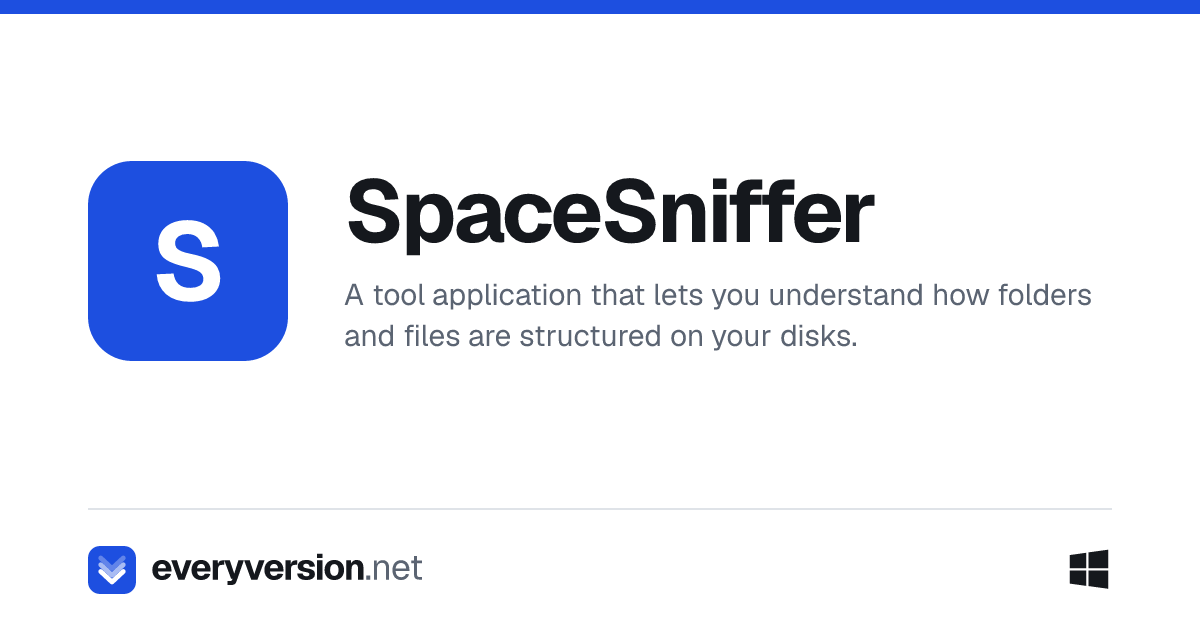 S
SpaceSniffer
A tool application that lets you understand how folders
and files are structured on your disks.
everyversion.net